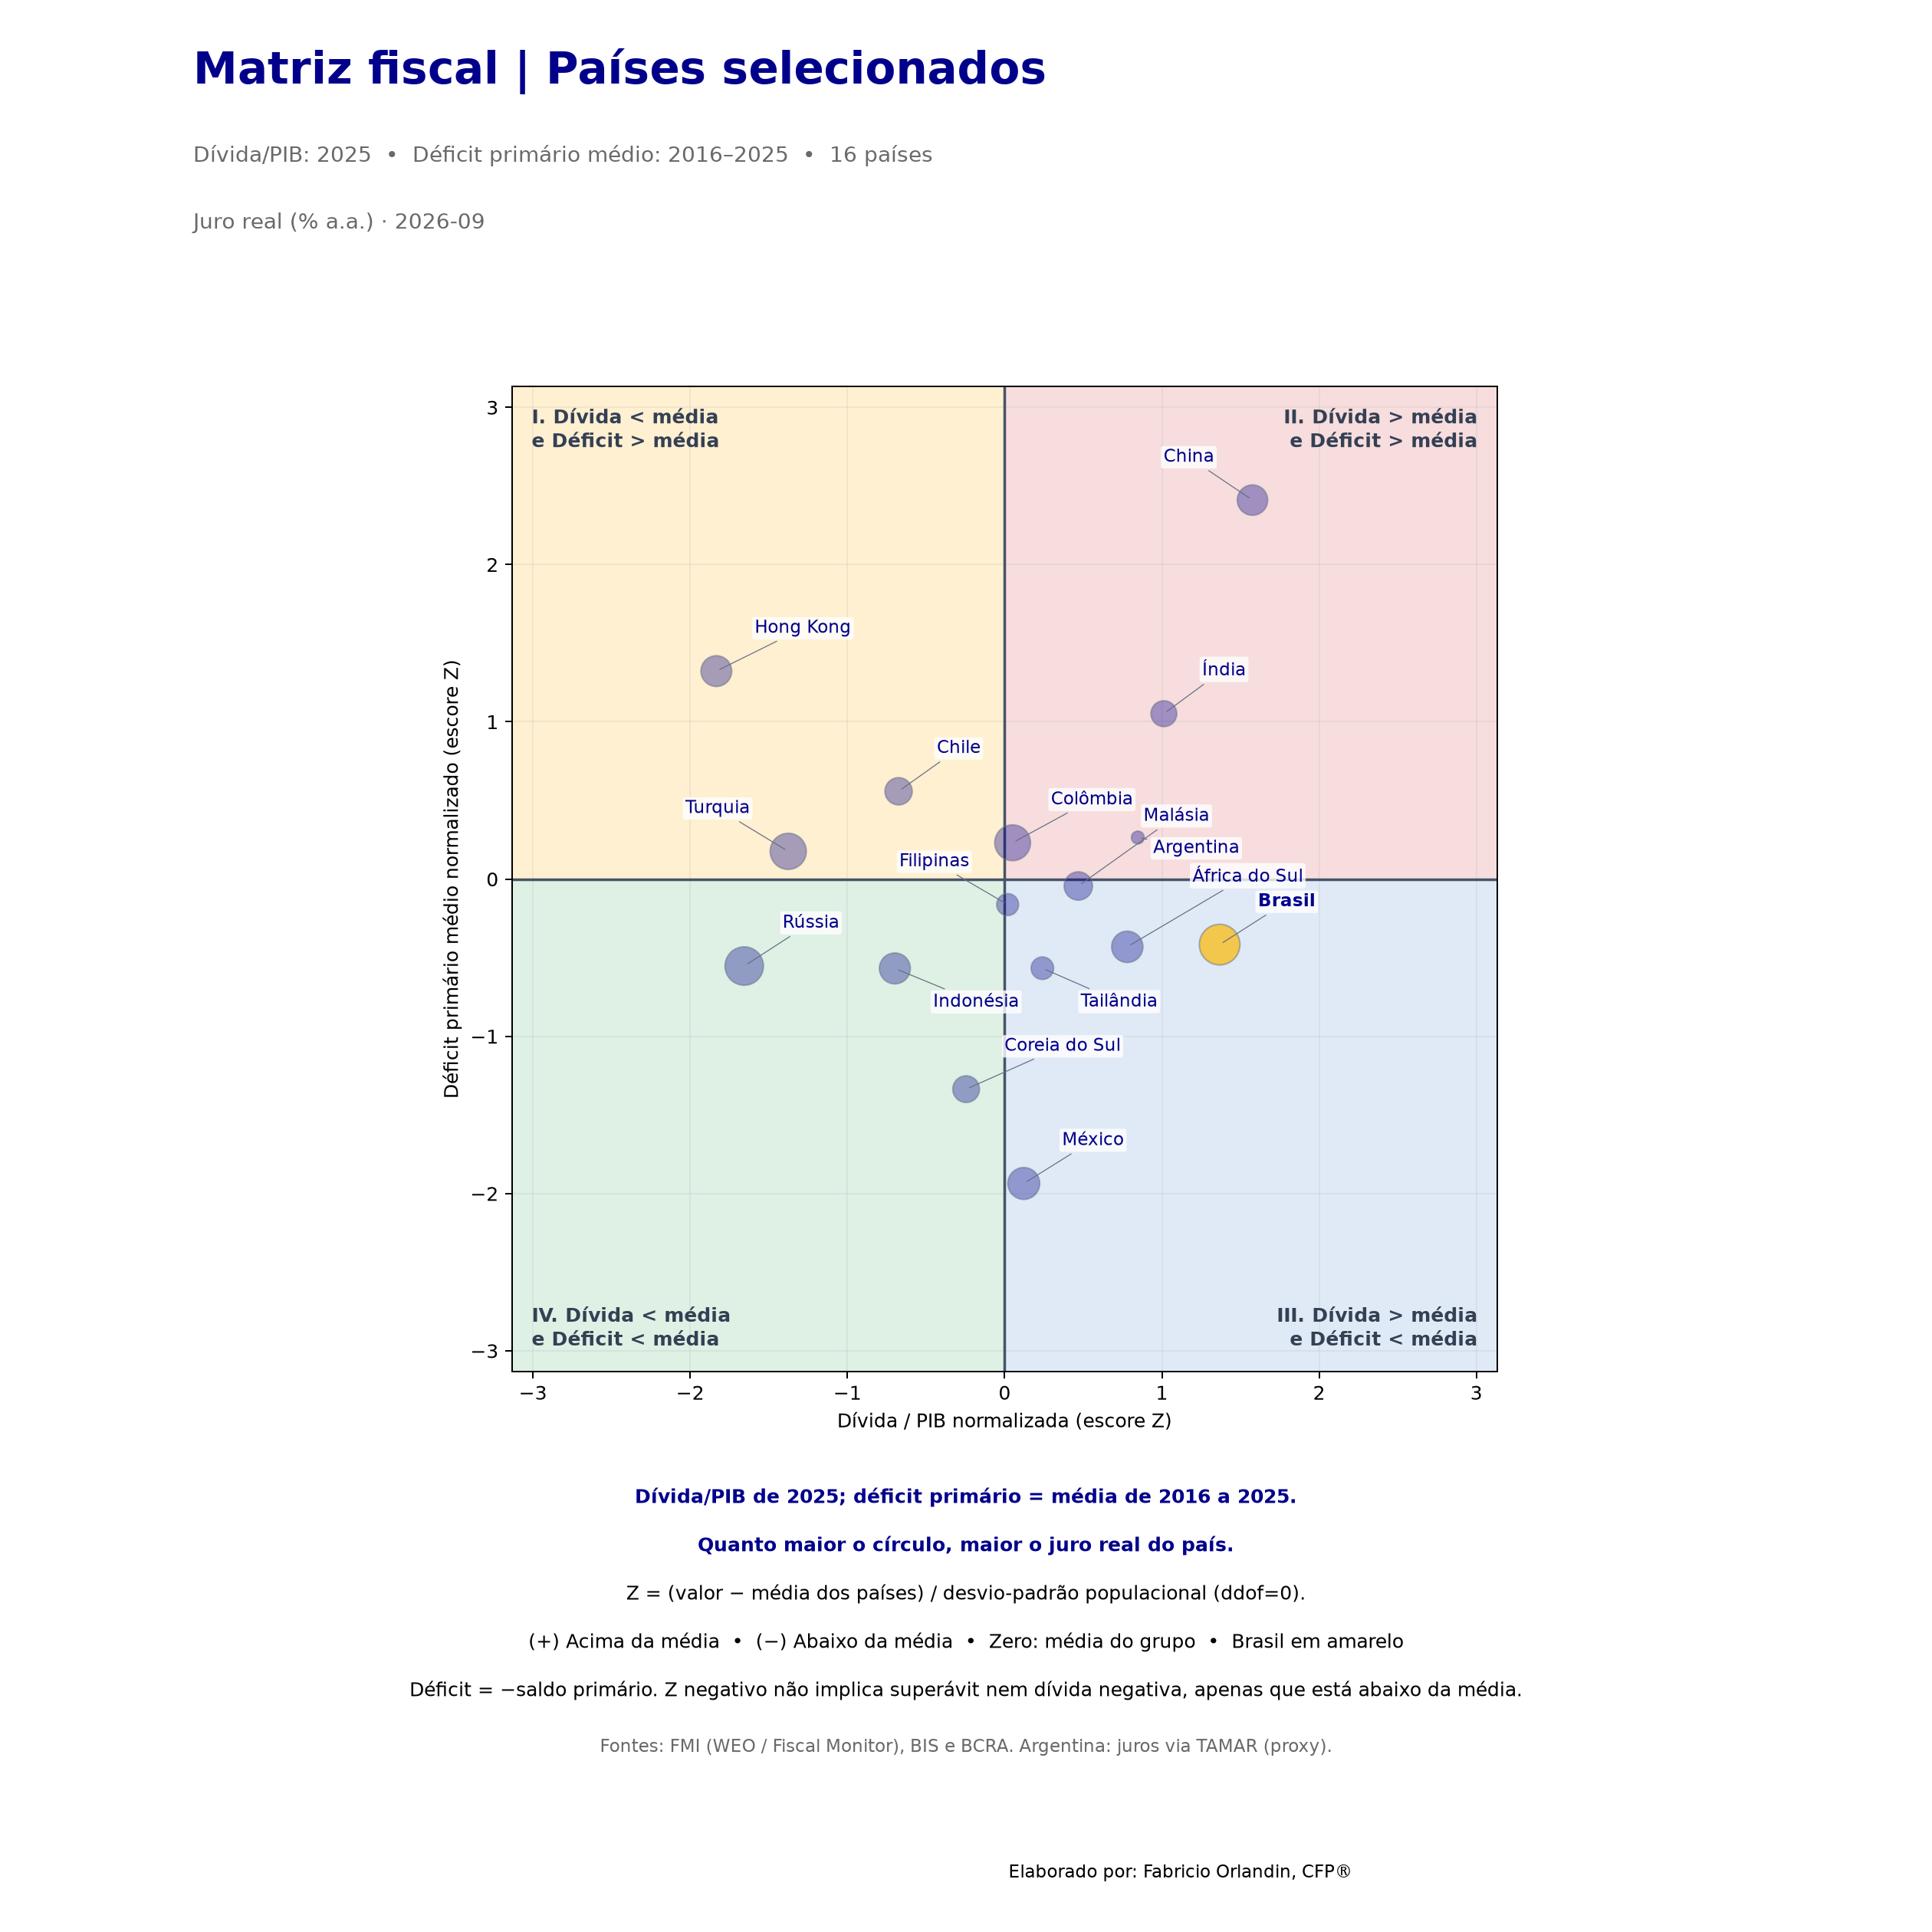 Matriz fiscal | Países selecionados
Dívida/PIB: 2025 • Déficit primário médio: 2016–2025 • 16 países
Juro real (% a.a.) · 2026-09
I. Dívida < média
e Déficit > média
II. Dívida > média
e Déficit > média
China
Hong Kong
Índia
Chile
Turquia
Colômbia
Malásia
Argentina
Filipinas
África do Sul
Brasil
Rússia
Indonésia
Tailândia
Coreia do Sul
México
IV. Dívida < média
e Déficit < média
III. Dívida > média
e Déficit < média
3
2
1
0
−1
−2
−3
Déficit primário médio normalizado (escore Z)
−3 −2 −1 0 1 2 3
Dívida / PIB normalizada (escore Z)
Dívida/PIB de 2025; déficit primário = média de 2016 a 2025.
Quanto maior o círculo, maior o juro real do país.
Z = (valor − média dos países) / desvio-padrão populacional (ddof=0).
(+) Acima da média • (−) Abaixo da média • Zero: média do grupo • Brasil em amarelo
Déficit = −saldo primário. Z negativo não implica superávit nem dívida negativa, apenas que está abaixo da média.
Fontes: FMI (WEO / Fiscal Monitor), BIS e BCRA. Argentina: juros via TAMAR (proxy).
Elaborado por: Fabricio Orlandin, CFP®